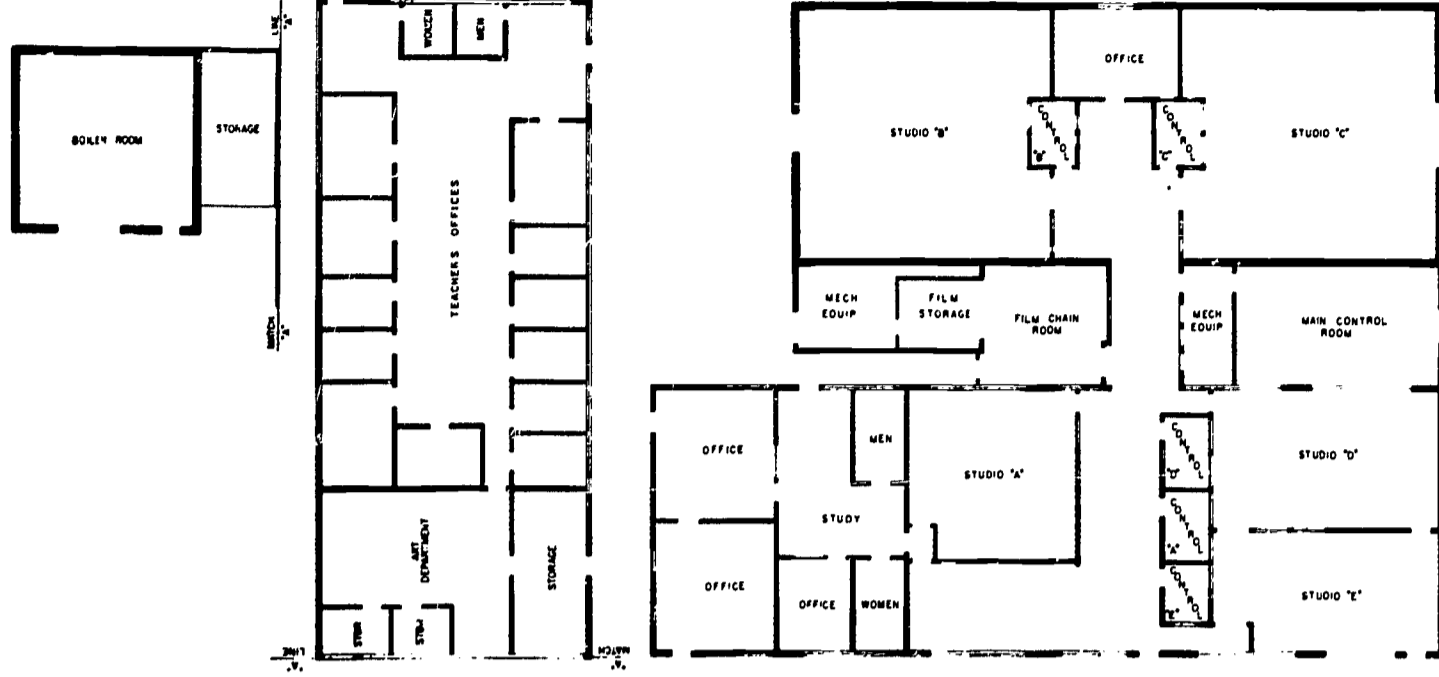 LINE
"A"
BOILER ROOM
STORAGE
MATCH
"A"
WOMEN
MEN
TEACHERS OFFICES
ART
DEPARTMENT
STORAGE
STOR
STOR
LINE
"A"
MATCH
"A"
OFFICE
STUDIO "B"
CONTROL
"B"
CONTROL
"C"
STUDIO "C"
MECH
EQUIP
FILM
STORAGE
FILM CHAIN
ROOM
MECH
EQUIP
MAIN CONTROL
ROOM
OFFICE
MEN
STUDIO "A"
CONTROL
"D"
STUDIO "D"
STUDY
CONTROL
"A"
OFFICE
OFFICE
WOMEN
CONTROL
"E"
STUDIO "E"